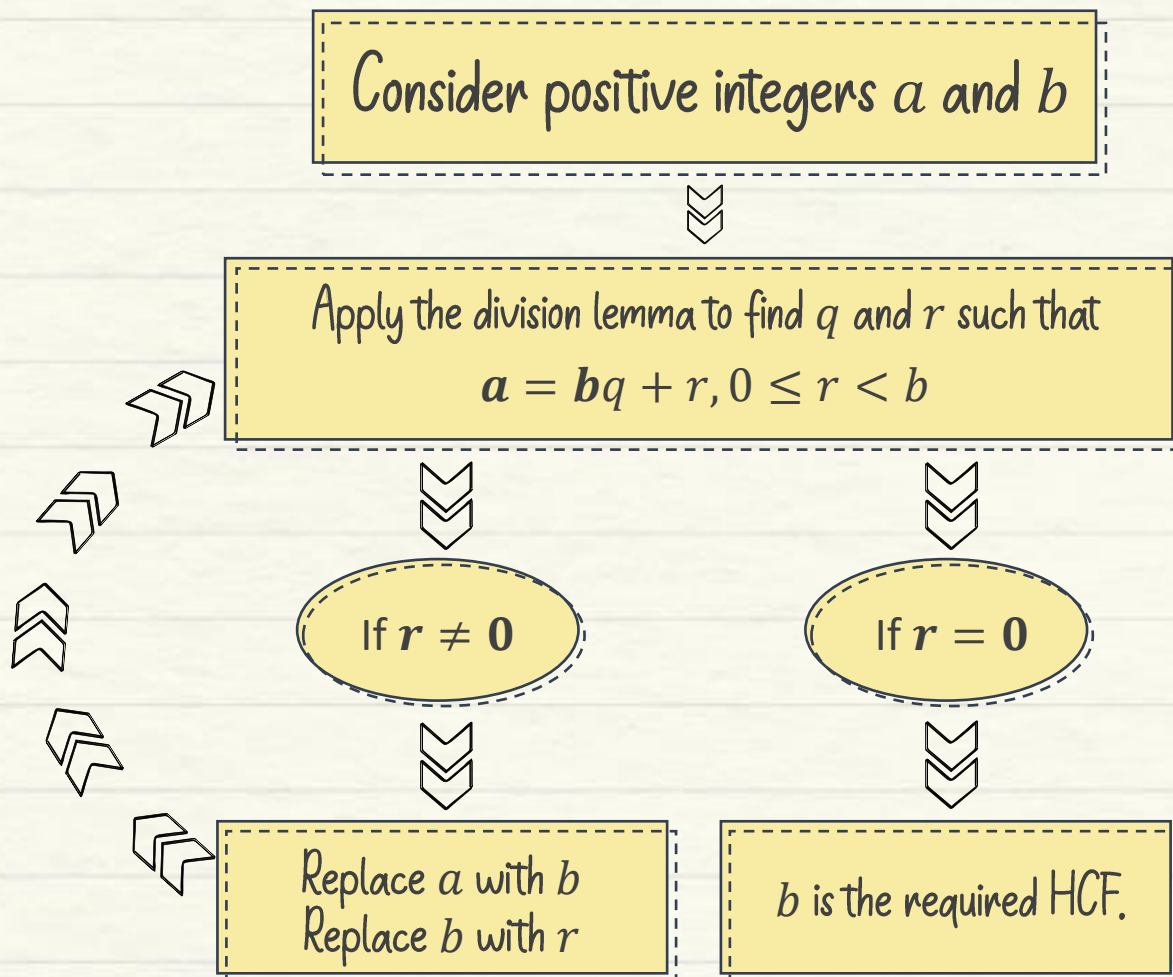 Consider positive integers a and b
Apply the division lemma to find q and r such that
a = bq + r, 0 ≤ r < b
If r ≠ 0
If r = 0
Replace a with b
Replace b with r
b is the required HCF.